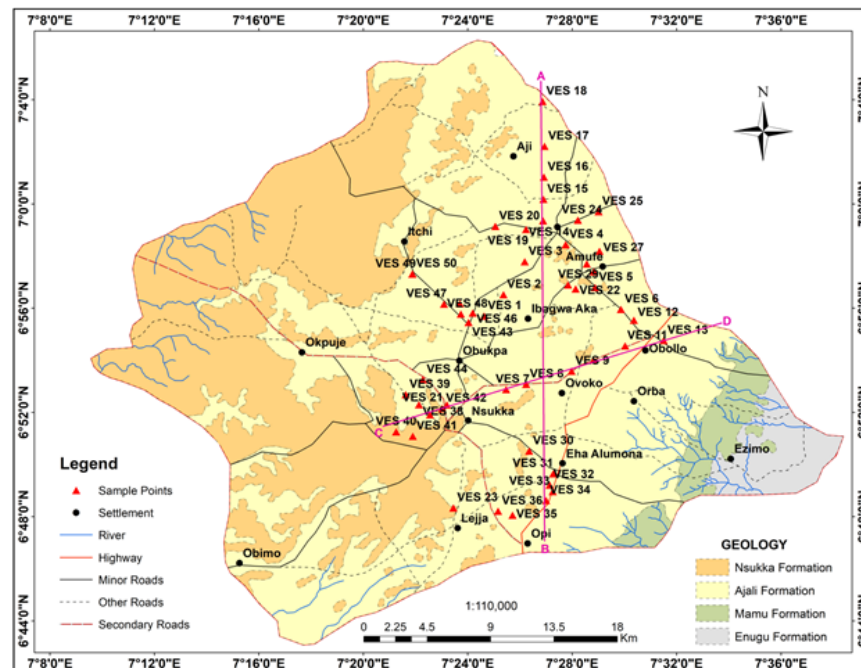 7°8'0"E 7°12'0"E 7°16'0"E 7°20'0"E 7°24'0"E 7°28'0"E 7°32'0"E 7°36'0"E
7°4'0"N
7°0'0"N
6°56'0"N
6°52'0"N
6°48'0"N
6°44'0"N
N
A
VES 18
VES 17
Aji
VES 16
VES 15
VES 25
VES 20
VES 24
Itchi
VES 14
VES 4
VES 19
VES 3
VES 27
Amufe
VES 49
VES 50
VES 29
VES 5
VES 2
VES 22
VES 47
VES 48
VES 1
VES 6
Ibagwa Aka
VES 12
VES 46
VES 43
D
VES 11
VES 13
Okpuje
Obukpa
Obollo
VES 44
VES 9
VES 8
VES 39
VES 7
Ovoko
Orba
VES 21
VES 42
VES 38
Nsukka
VES 40
VES 41
C
VES 30
Ezimo
VES 31
Eha Alumona
VES 32
VES 33
VES 34
VES 23
VES 36
VES 35
Lejja
Opi
B
Obimo
Legend
Sample Points
Settlement
River
Highway
Minor Roads
Other Roads
Secondary Roads
GEOLOGY
Nsukka Formation
Ajali Formation
Mamu Formation
Enugu Formation
1:110,000
0 2.25 4.5 9 13.5 18
Km
7°8'0"E 7°12'0"E 7°16'0"E 7°20'0"E 7°24'0"E 7°28'0"E 7°32'0"E 7°36'0"E